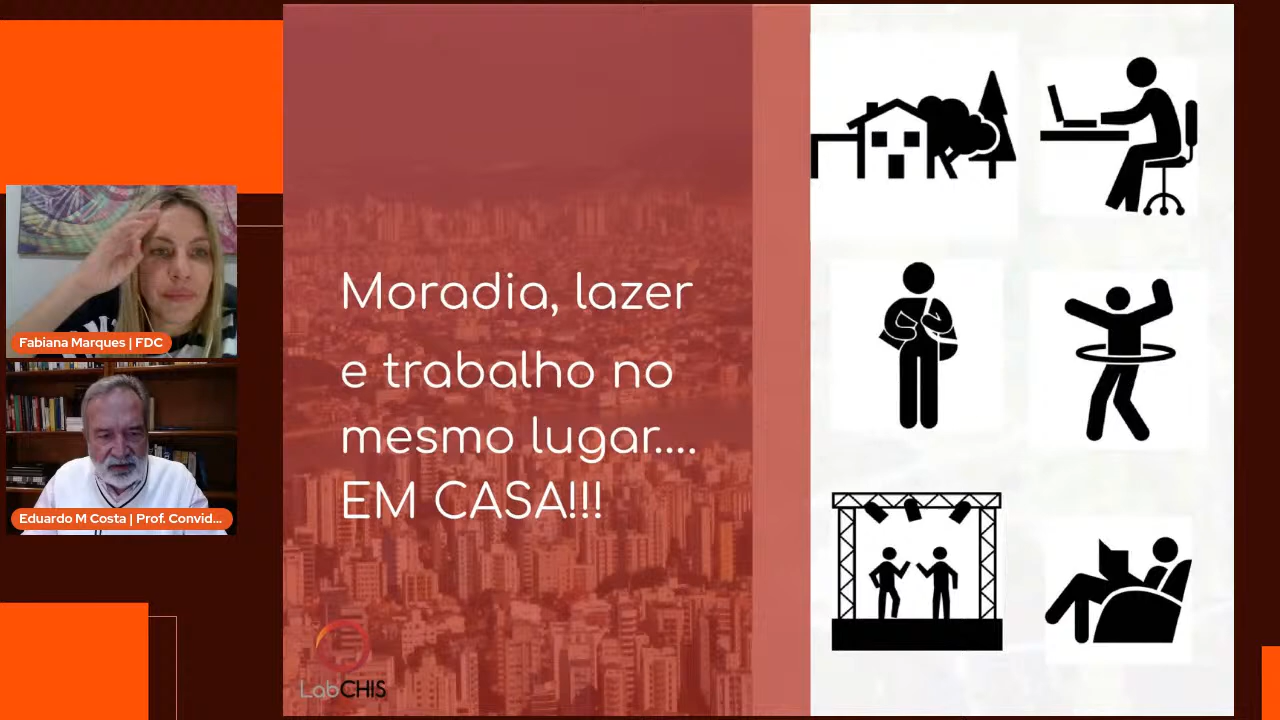 Fabiana Marques | FDC
Eduardo M Costa | Prof. Convid...
Moradia, lazer
e trabalho no
mesmo lugar....
EM CASA!!!
LabCHIS